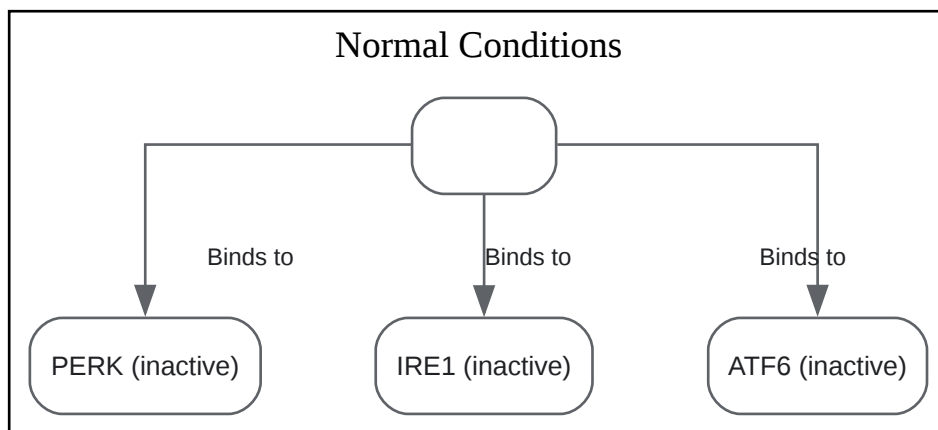 Normal Conditions
Binds to
Binds to
Binds to
PERK (inactive)
IRE1 (inactive)
ATF6 (inactive)